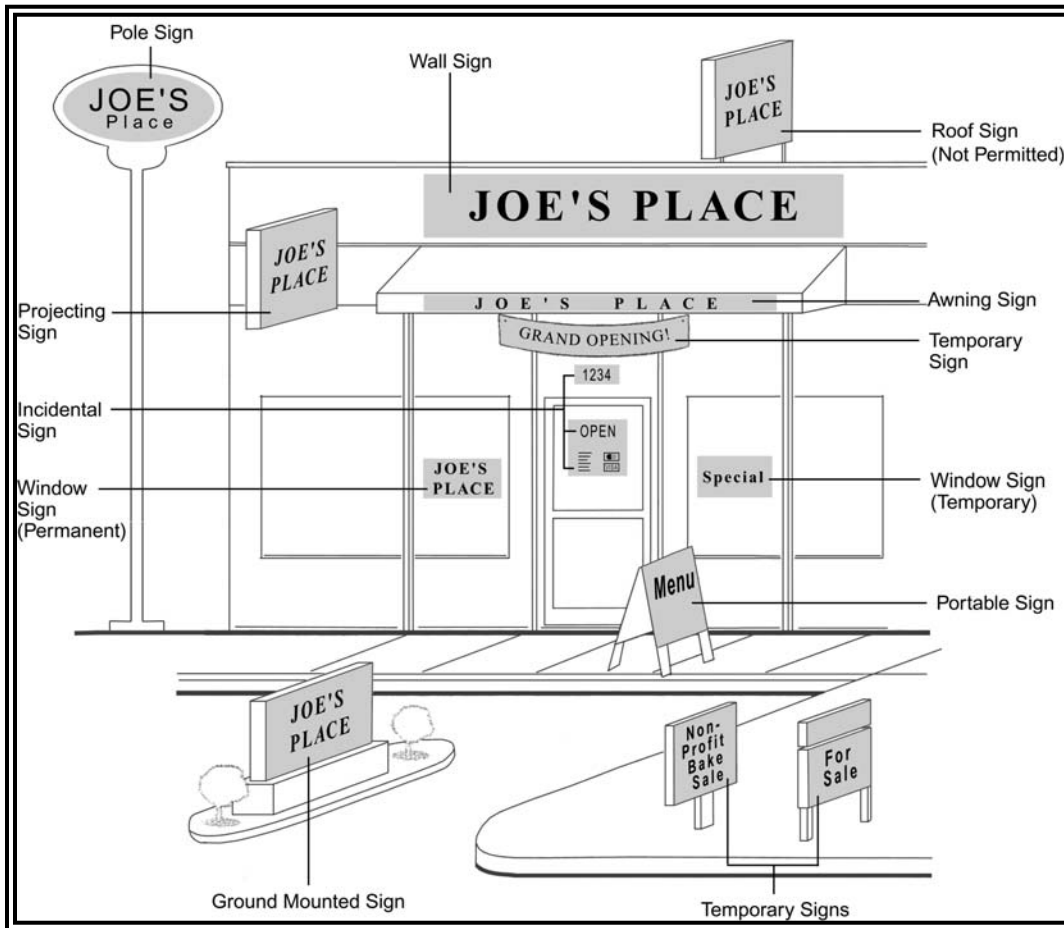 Pole Sign
JOE'S
Place
Wall Sign
JOE'S
PLACE
Roof Sign
(Not Permitted)
JOE'S PLACE
JOE'S
PLACE
Projecting
Sign
JOE'S PLACE
Awning Sign
GRAND OPENING!
Temporary
Sign
1234
Incidental
Sign
OPEN
JOE'S
PLACE
Window
Sign
(Permanent)
Special
Window Sign
(Temporary)
Menu
Portable Sign
JOE'S
PLACE
Ground Mounted Sign
Non-
Profit
Bake
Sale
For
Sale
Temporary Signs